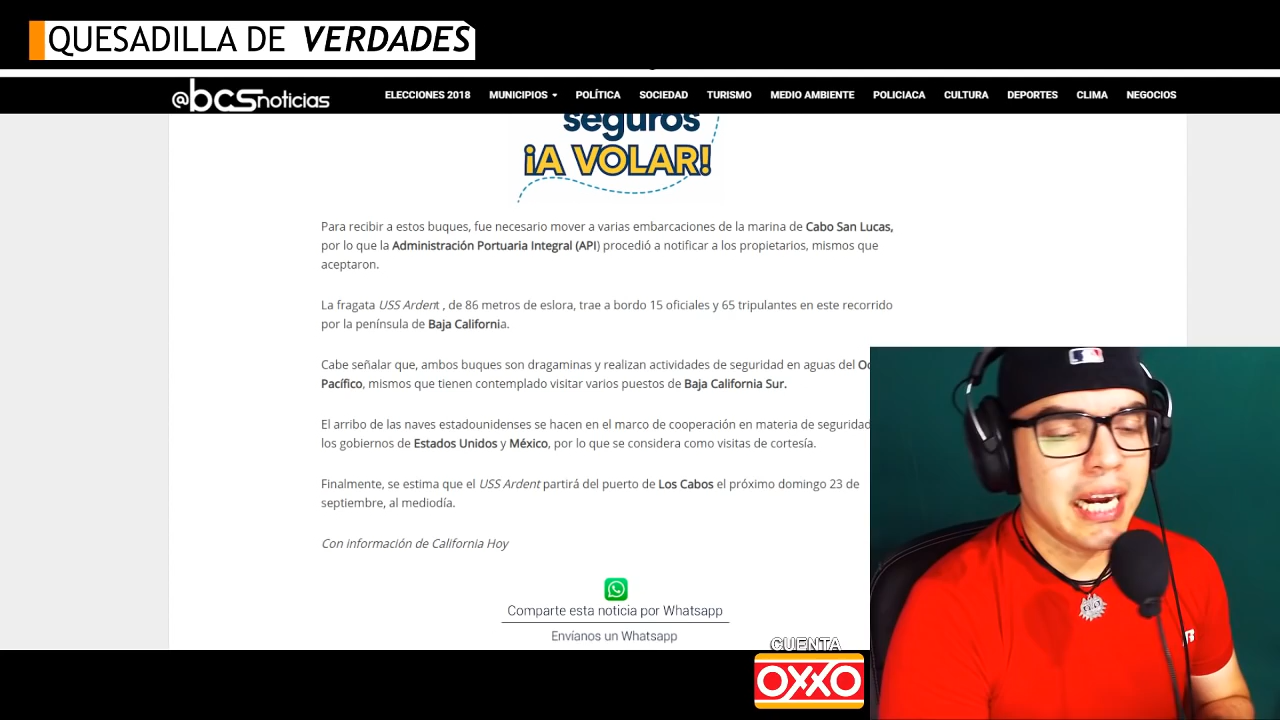 QUESADILLA DE VERDADES
@bcsnoticias
ELECCIONES 2018 MUNICIPIOS POLÍTICA SOCIEDAD TURISMO MEDIO AMBIENTE POLICIACA CULTURA DEPORTES CLIMA NEGOCIOS
seguros
¡A VOLAR!
Para recibir a estos buques, fue necesario mover a varias embarcaciones de la marina de Cabo San Lucas,
por lo que la Administración Portuaria Integral (API) procedió a notificar a los propietarios, mismos que
aceptaron.
La fragata USS Ardent , de 86 metros de eslora, trae a bordo 15 oficiales y 65 tripulantes en este recorrido
por la península de Baja California.
Cabe señalar que, ambos buques son dragaminas y realizan actividades de seguridad en aguas del
Pacífico, mismos que tienen contemplado visitar varios puestos de Baja California Sur.
El arribo de las naves estadounidenses se hacen en el marco de cooperación en materia de seguridad
los gobiernos de Estados Unidos y México, por lo que se considera como visitas de cortesía.
Finalmente, se estima que el USS Ardent partirá del puerto de Los Cabos el próximo domingo 23 de
septiembre, al mediodía.
Con información de California Hoy
Comparte esta noticia por Whatsapp
Envíanos un Whatsapp
CUENTA
OXXO